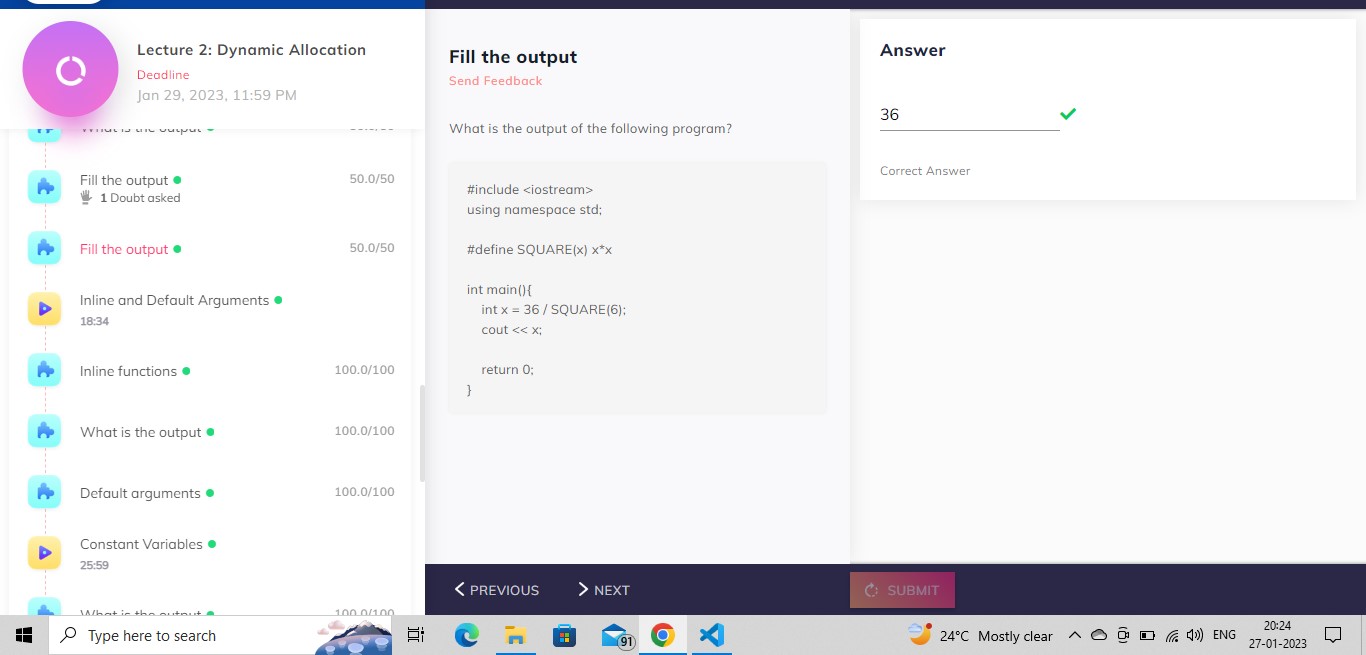 Lecture 2: Dynamic Allocation
Deadline
Jan 29, 2023, 11:59 PM
What is the output
Fill the output
50.0/50
1 Doubt asked
Fill the output
50.0/50
Inline and Default Arguments
18:34
Inline functions
100.0/100
What is the output
100.0/100
Default arguments
100.0/100
Constant Variables
25:59
What is the output
100.0/100
Fill the output
Send Feedback
What is the output of the following program?
#include <iostream>
using namespace std;
#define SQUARE(x) x*x
int main(){
int x = 36 / SQUARE(6);
cout << x;
return 0;
}
PREVIOUS
NEXT
Answer
36
Correct Answer
SUBMIT
Type here to search
91
24°C Mostly clear
ENG
20:24
27-01-2023